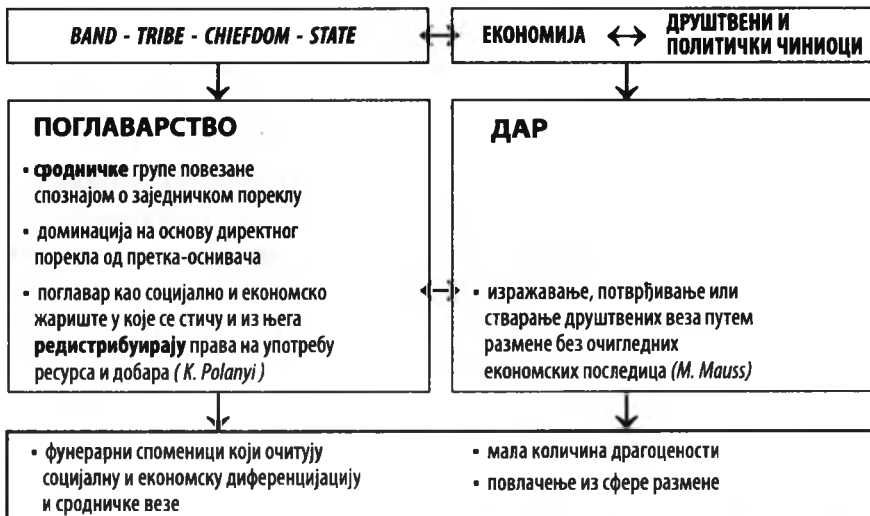 BAND - TRIBE - CHIEFDOM - STATE
ЕКОНОМИЈА
ДРУШТВЕНИ И
ПОЛИТИЧКИ ЧИНИОЦИ
ПОГЛАВАРСТВО
▪ сродничке групе повезане
спознајом о заједничком пореклу
▪ доминација на основу директног
порекла од претка-оснивача
▪ поглавар као социјално и економско
жариште у које се стичу и из њега
редистрибуирају права на употребу
ресурса и добара ( K. Polanyi )
ДАР
▪ изражавање, потврђивање или
стварање друштвених веза путем
размене без очигледних
економских последица (M. Mauss)
▪ фунерарни споменици који очитују
социјалну и економску диференцијацију
и сродничке везе
▪ мала количина драгоцености
▪ повлачење из сфере размене